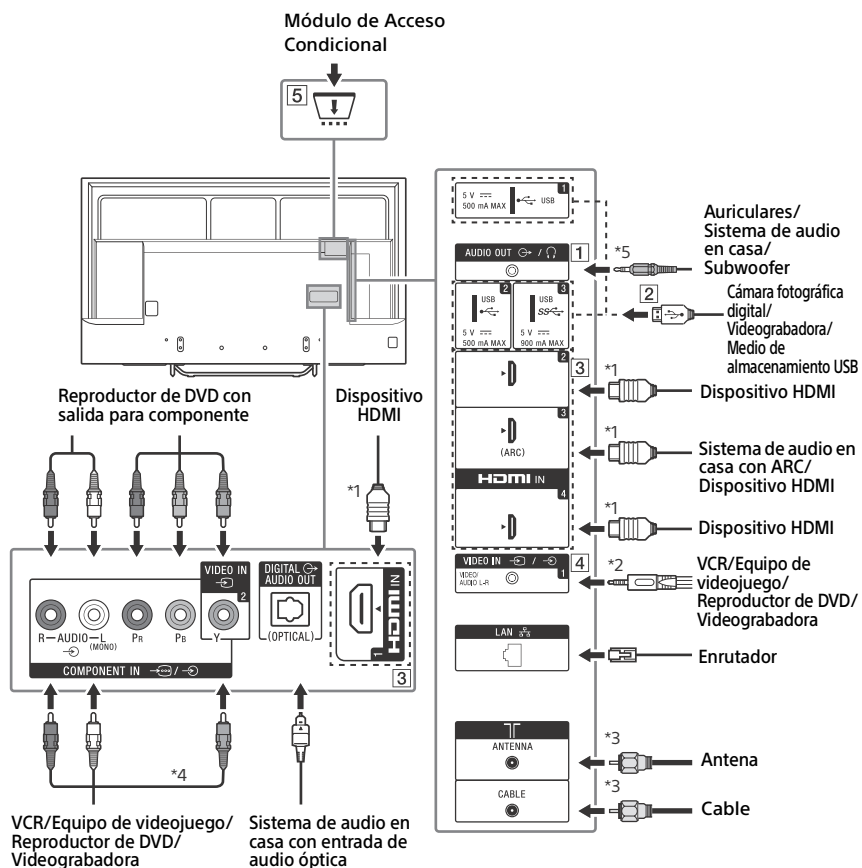 Módulo de Acceso
Condicional
5
1
5 V
500 mA MAX
USB
AUDIO OUT
/
1
*5
Auriculares/
Sistema de audio
en casa/
Subwoofer
2
USB
5 V
500 mA MAX
3
USB
SS
5 V
900 mA MAX
2
Cámara fotográfica
digital/
Videograbadora/
Medio de
almacenamiento USB
2
3
*1
Dispositivo HDMI
3
(ARC)
*1
Sistema de audio en
casa con ARC/
Dispositivo HDMI
HDMI IN
4
*1
Dispositivo HDMI
VIDEO IN /
1
VIDEO/
AUDIO L-R
4
*2
VCR/Equipo de
videojuego/
Reproductor de DVD/
Videograbadora
LAN
Enrutador
ANTENNA
*3
Antena
CABLE
*3
Cable
Reproductor de DVD con
salida para componente
Dispositivo
HDMI
*1
VIDEO IN
2
DIGITAL
AUDIO OUT
(OPTICAL)
HDMI IN
1
3
R–AUDIO–L
(MONO)
PR
PB
Y
COMPONENT IN /
*4
VCR/Equipo de videojuego/
Reproductor de DVD/
Videograbadora
Sistema de audio en
casa con entrada de
audio óptica